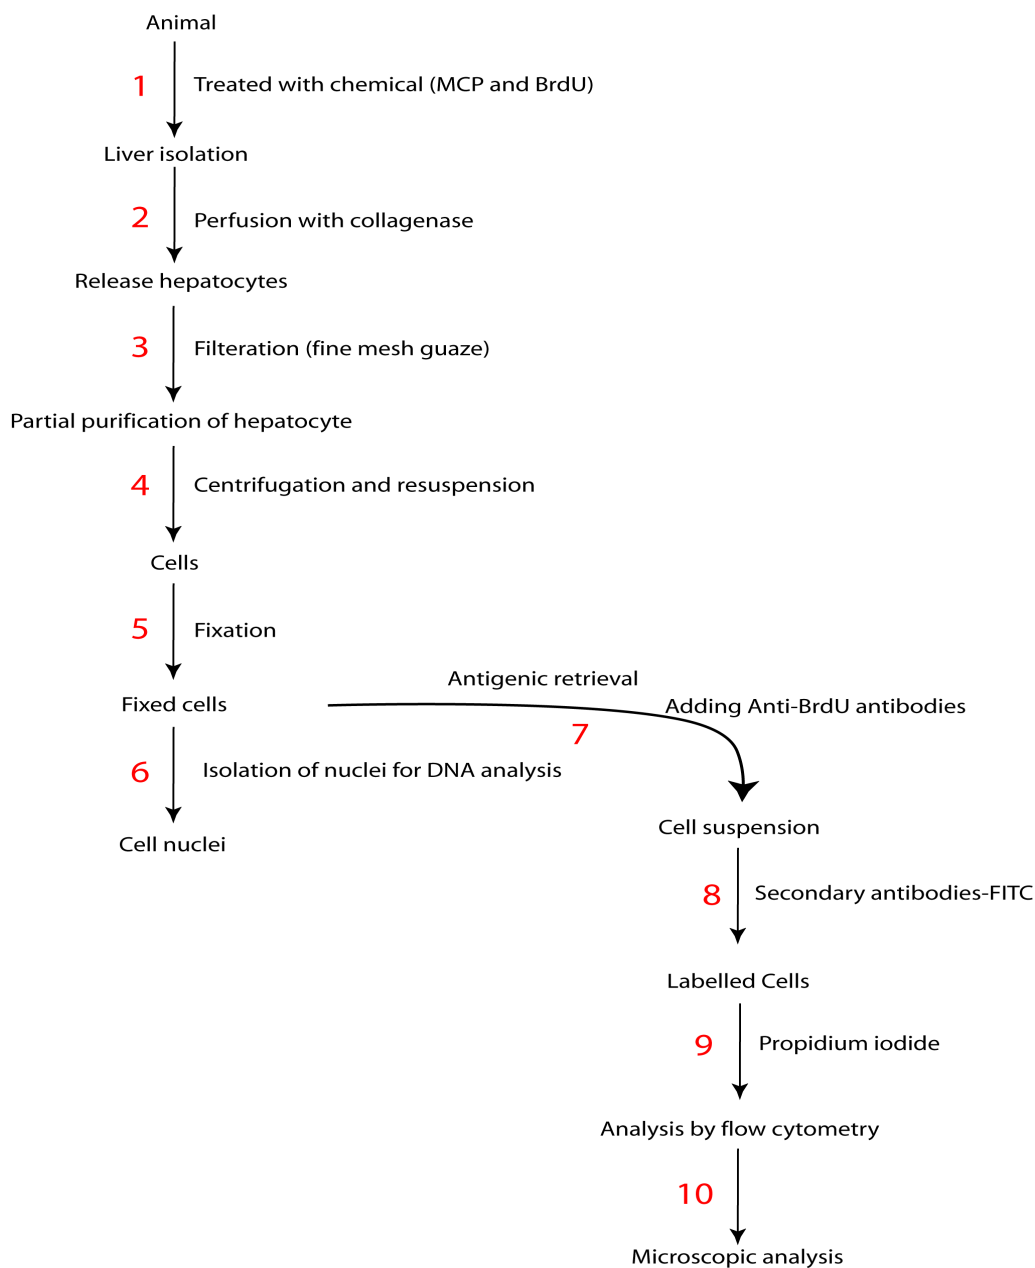 Animal
1 Treated with chemical (MCP and BrdU)
Liver isolation
2 Perfusion with collagenase
Release hepatocytes
3 Filteration (fine mesh guaze)
Partial purification of hepatocyte
4 Centrifugation and resuspension
Cells
5 Fixation
Fixed cells
6 Isolation of nuclei for DNA analysis
Cell nuclei
Antigenic retrieval
Adding Anti-BrdU antibodies
7
Cell suspension
8 Secondary antibodies-FITC
Labelled Cells
9 Propidium iodide
Analysis by flow cytometry
10
Microscopic analysis